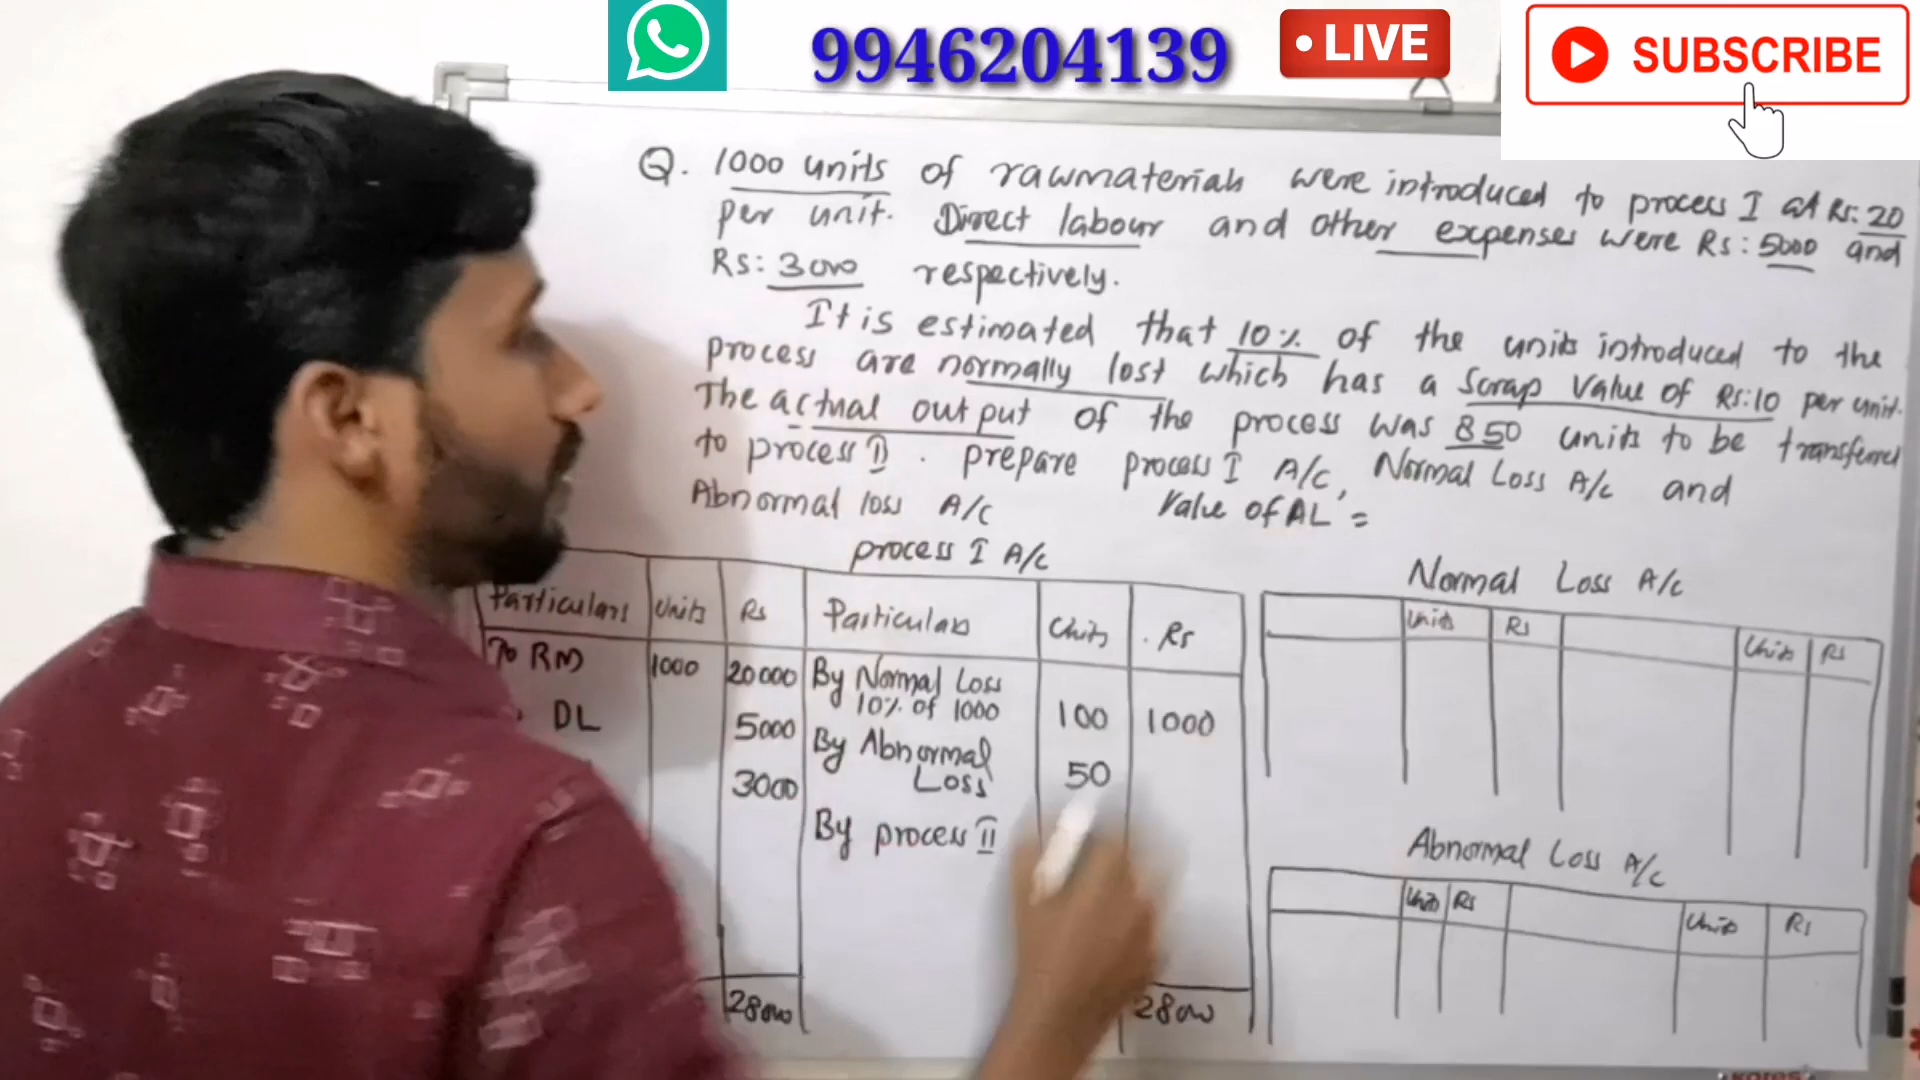 9946204139
LIVE
SUBSCRIBE
Q. 1000 units of rawmaterials were introduced to process I at Rs: 20
per unit. Direct labour and other expenses were Rs: 5000 and
Rs: 3000 respectively.
It is estimated that 10% of the units introduced to the
process are normally lost which has a scrap value of Rs:10 per unit.
The actual output of the process was 850 units to be transferred
to process II. prepare process I A/c, Normal Loss A/c and
Abnormal loss A/c
Value of AL =
process I A/c
Particulars Units Rs Particulars Units Rs
To RM 1000 20000 By Normal Loss
10% of 1000 100 1000
DL 5000 By Abnormal
Loss 50
3000
By process II
28000 28000
Normal Loss A/c
Units Rs Units Rs
Abnormal Loss A/c
Units Rs Units Rs